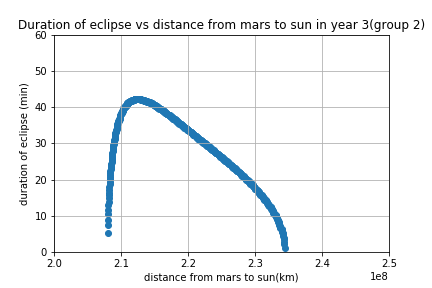 Duration of eclipse vs distance from mars to sun in year 3(group 2)
60
50
40
30
20
10
0
duration of eclipse (min)
2.0 2.1 2.2 2.3 2.4 2.5
1e8
distance from mars to sun(km)